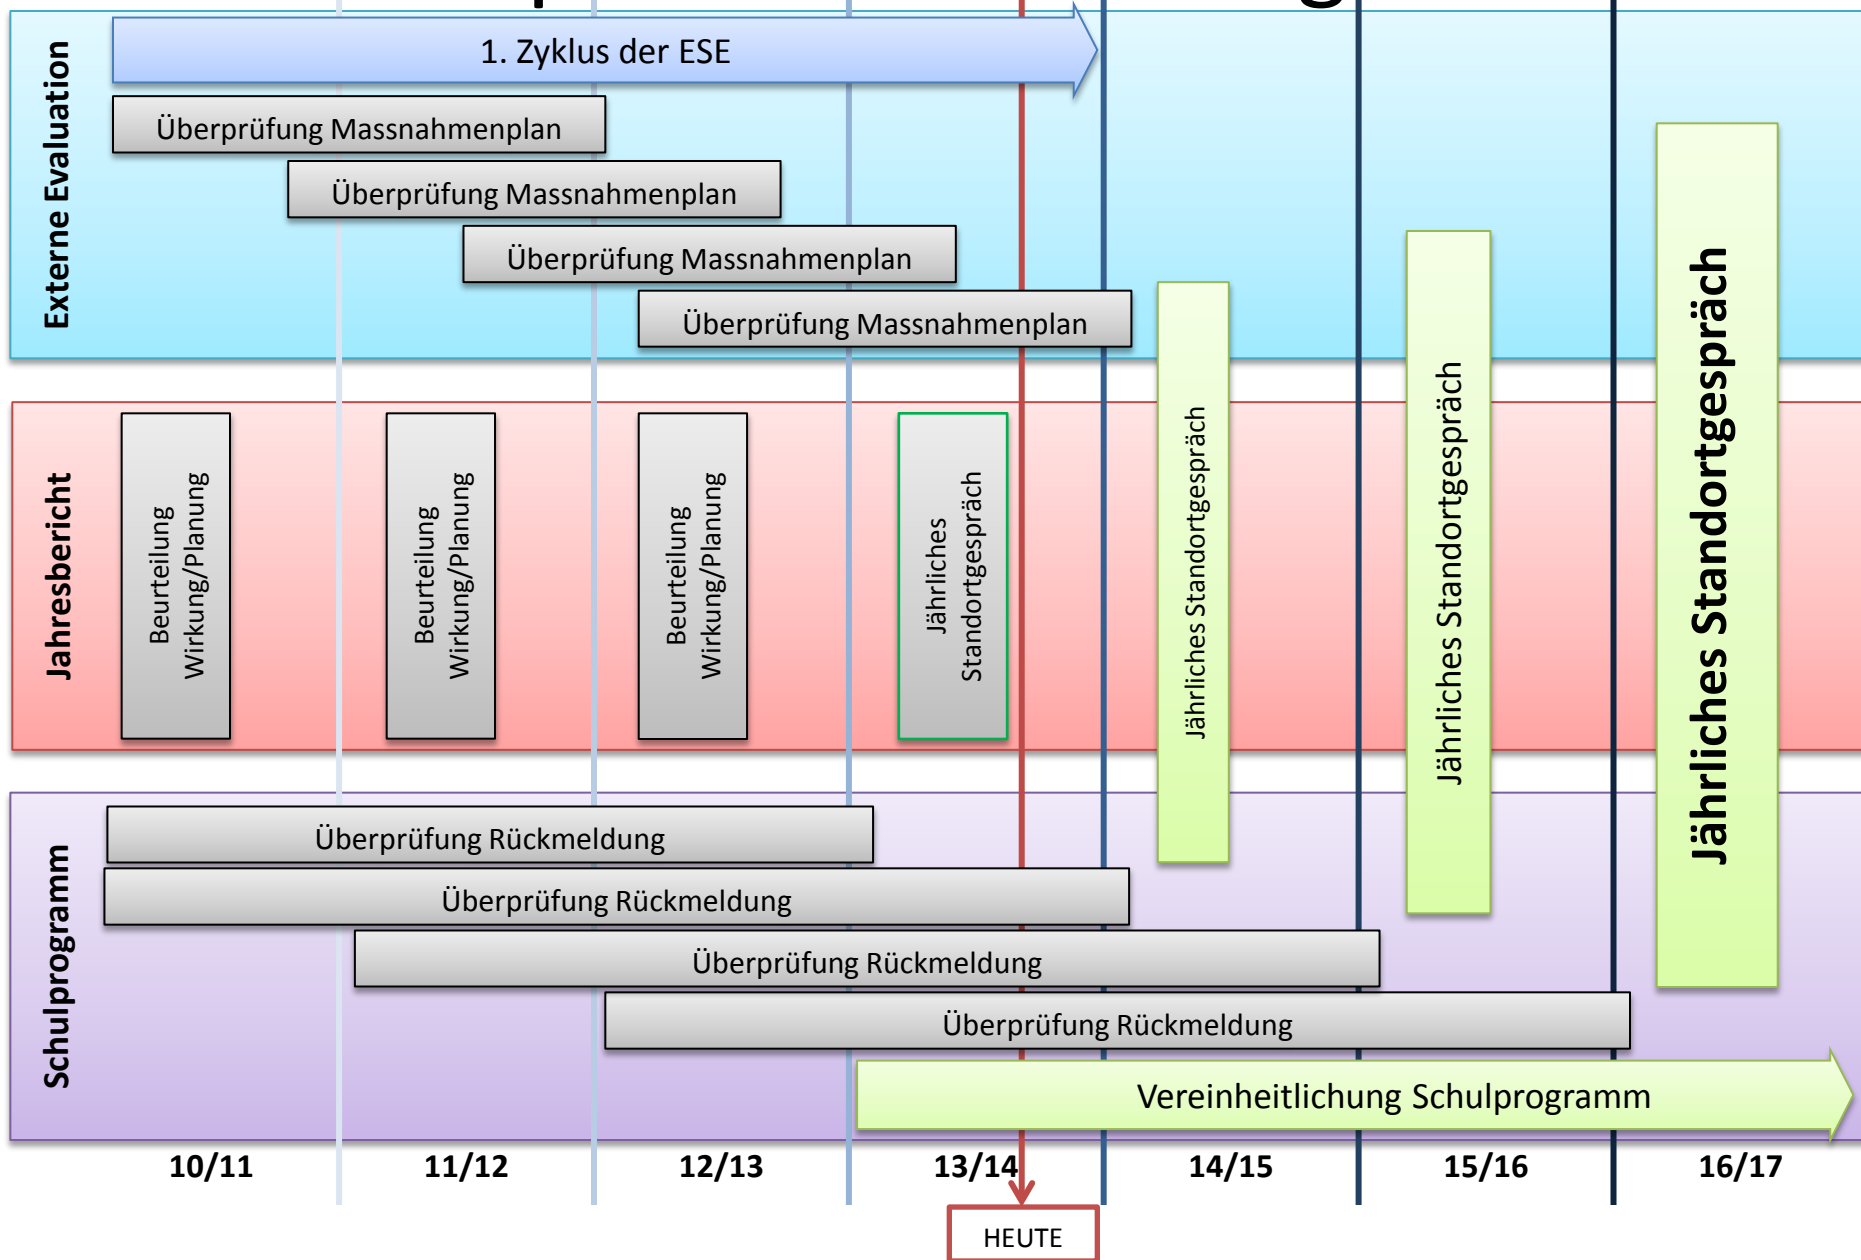 Externe Evaluation
1. Zyklus der ESE
Überprüfung Massnahmenplan
Überprüfung Massnahmenplan
Überprüfung Massnahmenplan
Überprüfung Massnahmenplan
Jahresbericht
Beurteilung
Wirkung/Planung
Beurteilung
Wirkung/Planung
Beurteilung
Wirkung/Planung
Jährliches
Standortgespräch
Jährliches Standortgespräch
Jährliches Standortgespräch
Jährliches Standortgespräch
Schulprogramm
Überprüfung Rückmeldung
Überprüfung Rückmeldung
Überprüfung Rückmeldung
Überprüfung Rückmeldung
Vereinheitlichung Schulprogramm
10/11
11/12
12/13
13/14
14/15
15/16
16/17
HEUTE